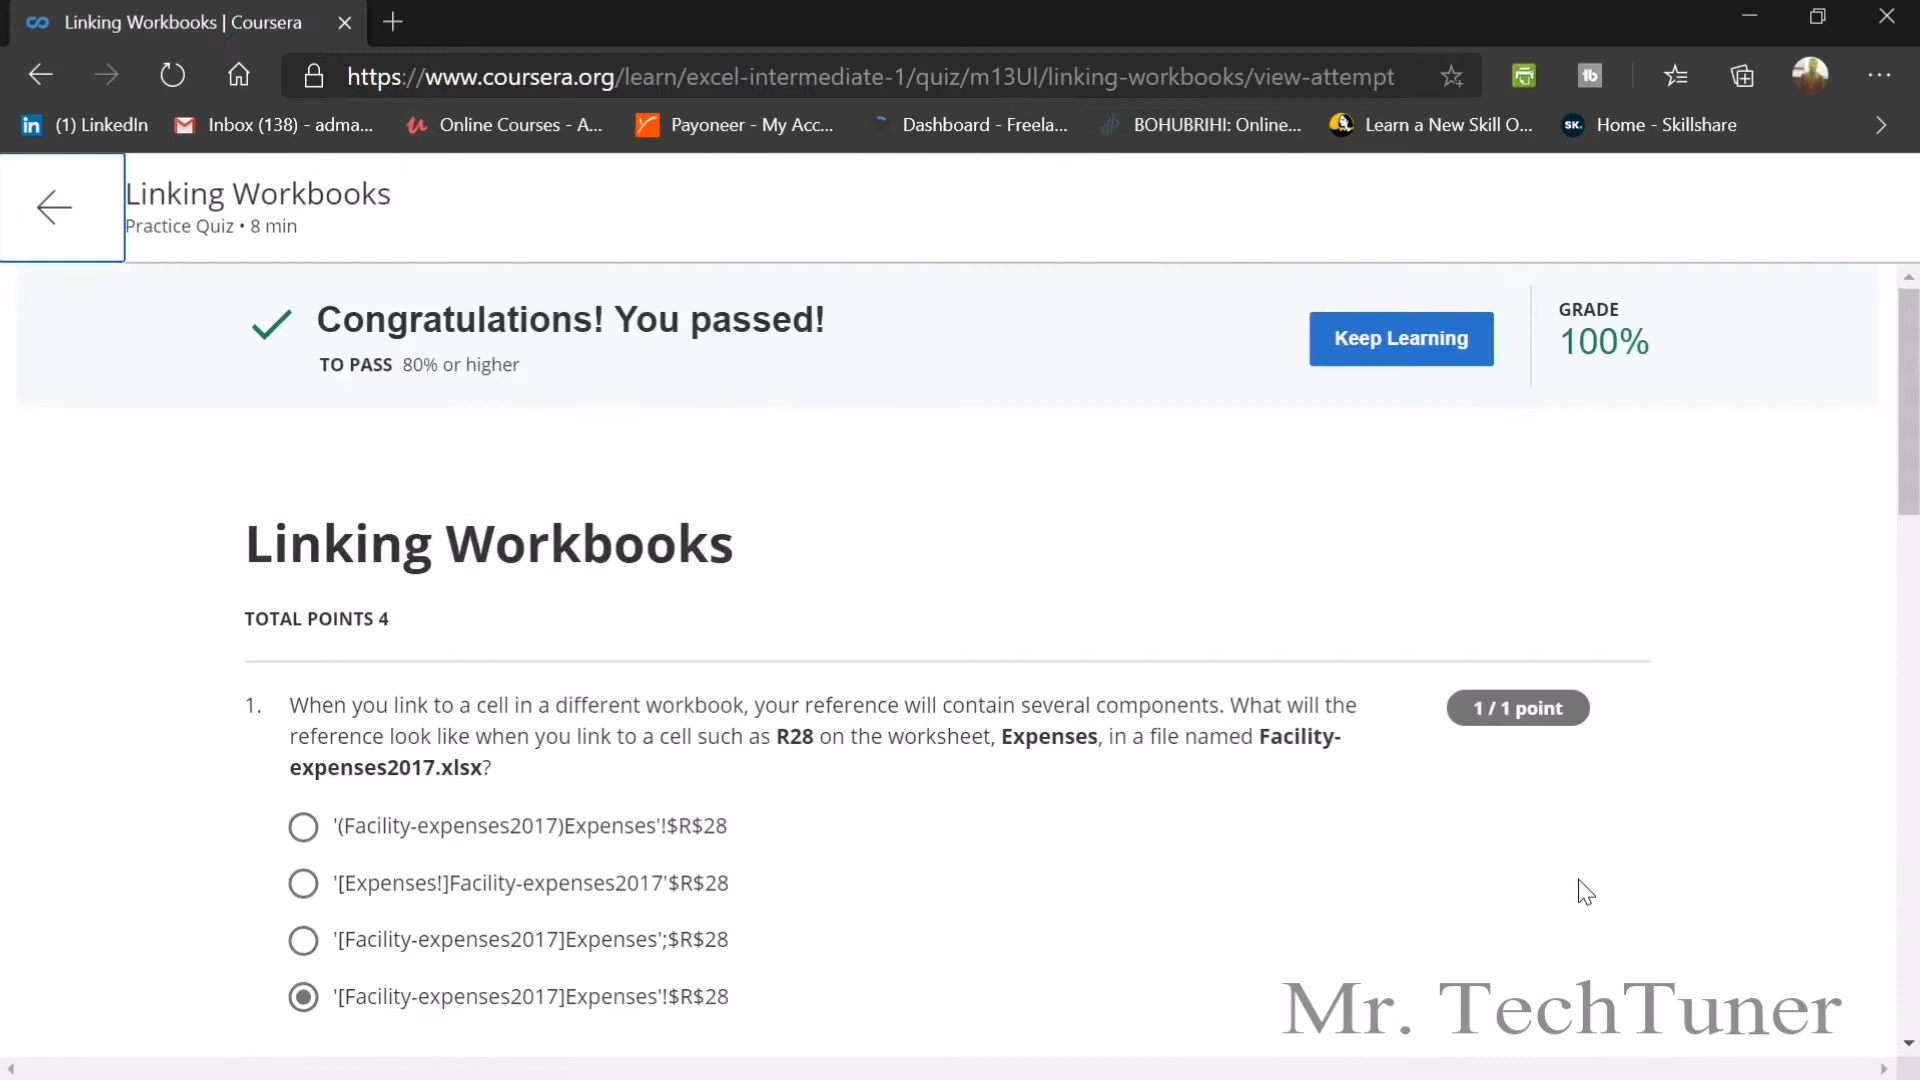 Linking Workbooks | Coursera
https://www.coursera.org/learn/excel-intermediate-1/quiz/m13Ul/linking-workbooks/view-attempt
(1) LinkedIn
Inbox (138) - adma...
Online Courses - A...
Payoneer - My Acc...
Dashboard - Freela...
BOHUBRIHI: Online...
Learn a New Skill O...
SK.
Home - Skillshare
Linking Workbooks
Practice Quiz • 8 min
Congratulations! You passed!
TO PASS 80% or higher
Keep Learning
GRADE
100%
Linking Workbooks
TOTAL POINTS 4
1. When you link to a cell in a different workbook, your reference will contain several components. What will the
reference look like when you link to a cell such as R28 on the worksheet, Expenses, in a file named Facility-
expenses2017.xlsx?
1 / 1 point
'(Facility-expenses2017)Expenses'!$R$28
'[Expenses!]Facility-expenses2017'$R$28
'[Facility-expenses2017]Expenses';$R$28
'[Facility-expenses2017]Expenses'!$R$28
Mr. TechTuner